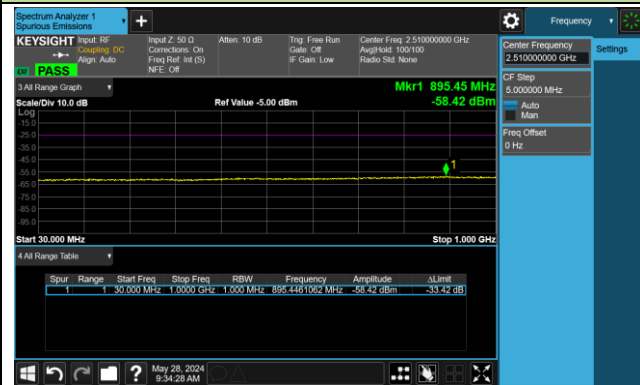 Spectrum Analyzer 1
Spurious Emissions
Frequency
KEYSIGHT
Input: RF
Coupling: DC
Align: Auto
Input Z: 50 Ω
Corrections: On
Freq Ref: Int (S)
NFE: Off
Atten: 10 dB
Trig: Free Run
Gate: Off
IF Gain: Low
Center Freq: 2.510000000 GHz
Avg|Hold: 100/100
Radio Std: None
PASS
Center Frequency
2.510000000 GHz
Settings
CF Step
5.000000 MHz
Auto
Man
Freq Offset
0 Hz
3 All Range Graph
Mkr1 895.45 MHz
Scale/Div 10.0 dB
Ref Value -5.00 dBm
-58.42 dBm
Log
-15.0
-25.0
-35.0
-45.0
-55.0
-65.0
-75.0
-85.0
-95.0
1
Start 30.000 MHz
Stop 1.000 GHz
4 All Range Table
Spur Range Start Freq Stop Freq RBW Frequency Amplitude ΔLimit
1 1 30.000 MHz 1.0000 GHz 1.000 MHz 895.4461062 MHz -58.42 dBm -33.42 dB
May 28, 2024
9:34:28 AM